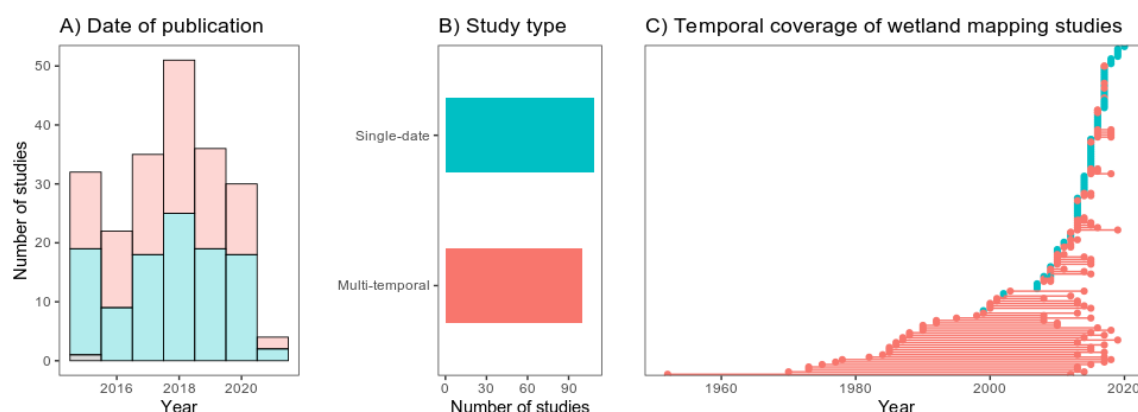 A) Date of publication
B) Study type
C) Temporal coverage of wetland mapping studies
Number of studies
50
40
30
20
10
0
2016
2018
2020
Year
Single-date
Multi-temporal
0
30
60
90
Number of studies
1960
1980
2000
2020
Year